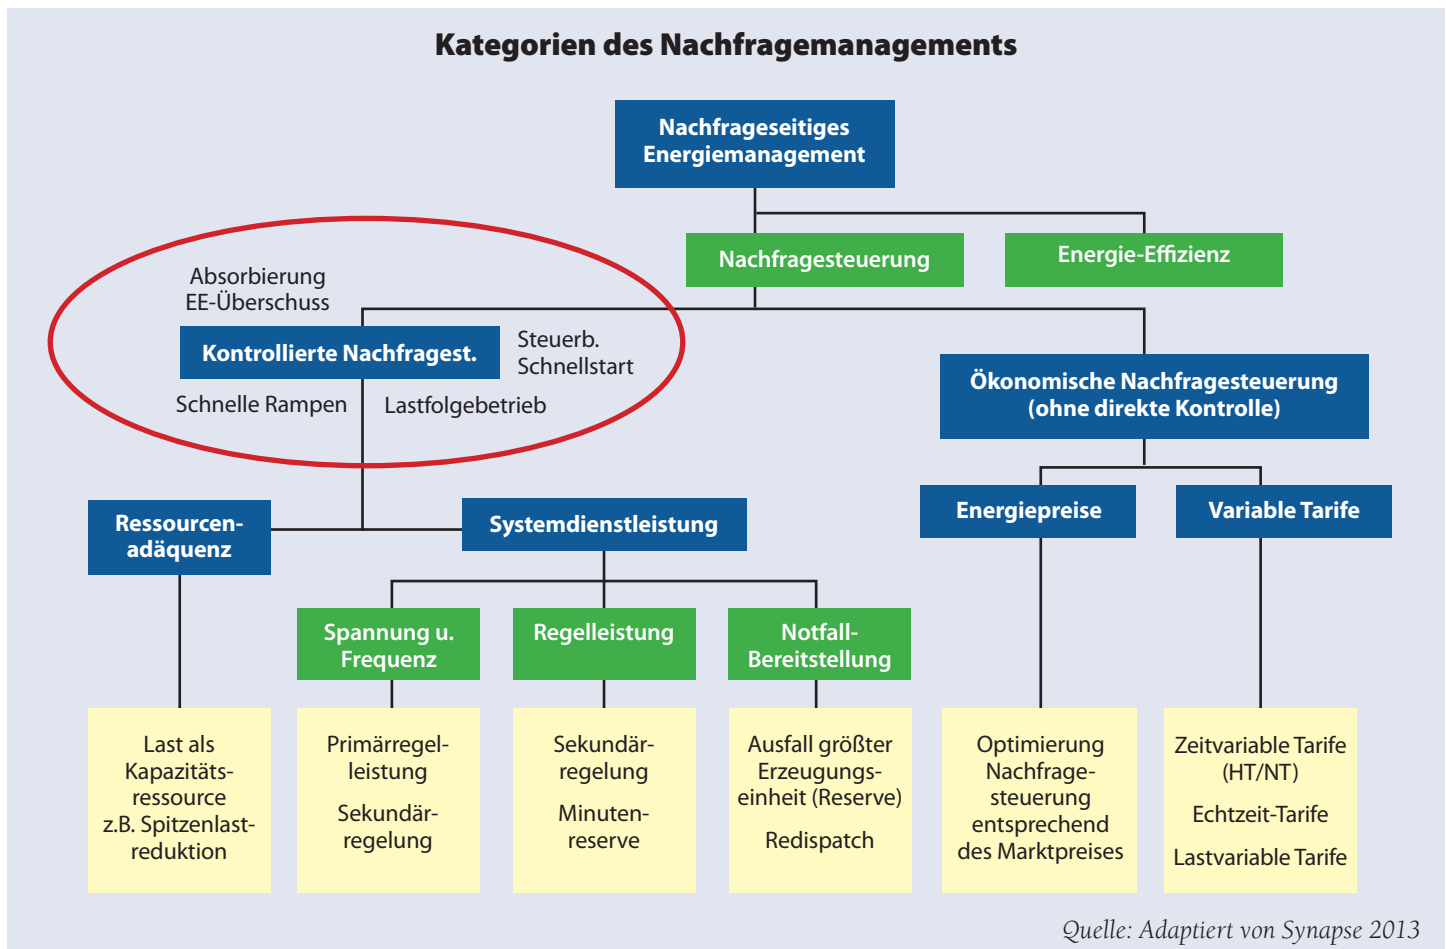 Kategorien des Nachfragemanagements
Nachfrageseitiges
Energiemanagement
Nachfragesteuerung
Energie-Effizienz
Absorbierung
EE-Überschuss
Kontrollierte Nachfragest.
Steuerb.
Schnellstart
Schnelle Rampen
Lastfolgebetrieb
Ökonomische Nachfragesteuerung
(ohne direkte Kontrolle)
Ressourcen-
adäquenz
Systemdienstleistung
Energiepreise
Variable Tarife
Spannung u.
Frequenz
Regelleistung
Notfall-
Bereitstellung
Last als
Kapazitäts-
ressource
z.B. Spitzenlast-
reduktion
Primärregel-
leistung
Sekundär-
regelung
Sekundär-
regelung
Minuten-
reserve
Ausfall größter
Erzeugungs-
einheit (Reserve)
Redispatch
Optimierung
Nachfrage-
steuerung
entsprechend
des Marktpreises
Zeitvariable Tarife
(HT/NT)
Echtzeit-Tarife
Lastvariable Tarife
Quelle: Adaptiert von Synapse 2013